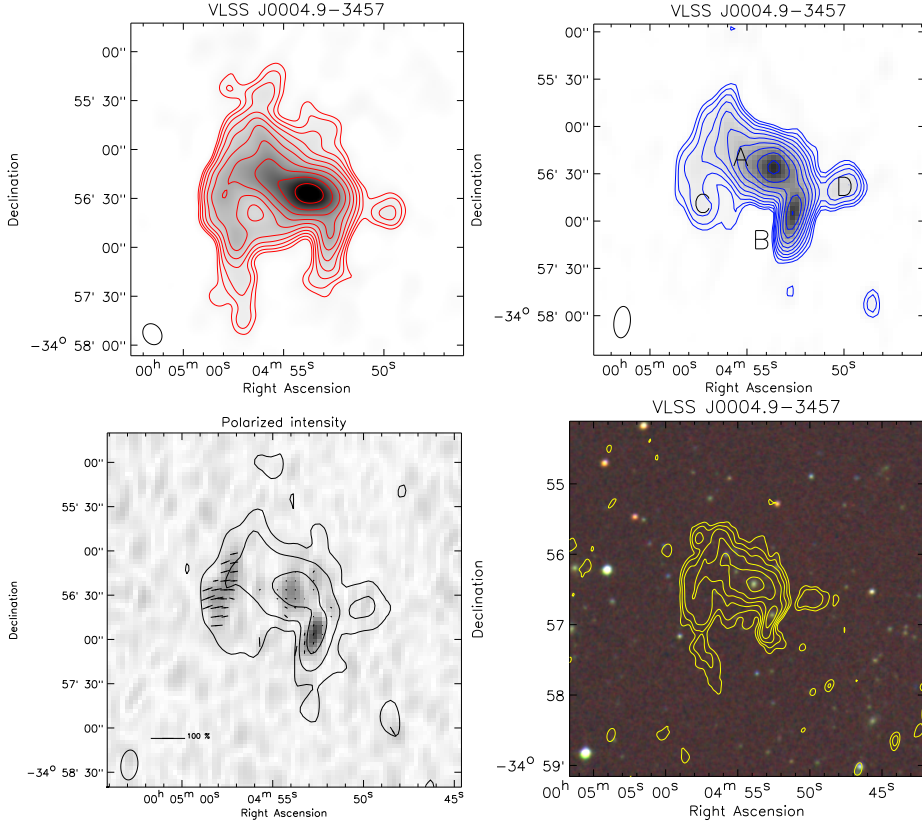 VLSS J0004.9−3457
00''
55' 30''
00''
56' 30''
00''
57' 30''
−34° 58' 00''
Declination
00h 05m 00s 04m 55s 50s
Right Ascension
VLSS J0004.9−3457
00''
55' 30''
00''
56' 30''
00''
57' 30''
−34° 58' 00''
Declination
A
B
C
D
00h 05m 00s 04m 55s 50s
Right Ascension
Polarized intensity
00''
55' 30''
00''
56' 30''
00''
57' 30''
00''
−34° 58' 30''
Declination
100 %
00h 05m 00s 04m 55s 50s 45s
Right Ascension
VLSS J0004.9−3457
55
56
57
58
−34° 59'
Declination
00h 05m 00s 04m 55s 50s 45s
Right Ascension